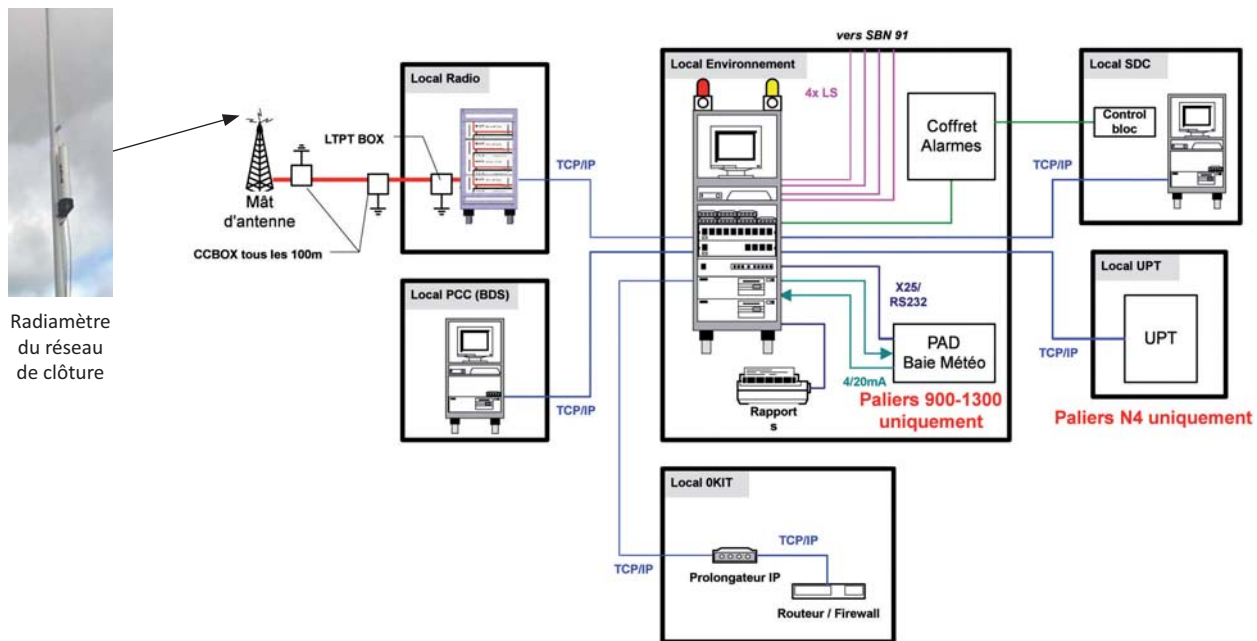 Radiamètre
du réseau
de clôture
Mât
d'antenne
CCBOX tous les 100m
LTPT BOX
Local Radio
TCP/IP
Local PCC (BDS)
TCP/IP
vers SBN 91
Local Environnement
4x LS
Coffret
Alarmes
X25/
RS232
PAD
Baie Météo
4/20mA
Rapport
s
Paliers 900-1300
uniquement
Local SDC
Control
bloc
TCP/IP
Local UPT
UPT
TCP/IP
Paliers N4 uniquement
Local 0KIT
TCP/IP
TCP/IP
Prolongateur IP
Routeur / Firewall